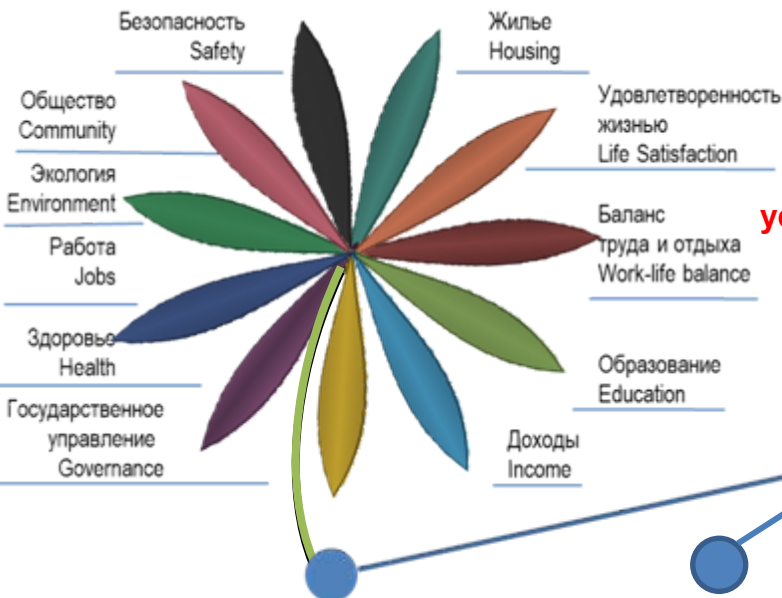 Безопасность
Safety
Жилье
Housing
Общество
Community
Удовлетворенность
жизнью
Life Satisfaction
Экология
Environment
Баланс
труда и отдыха
Work-life balance
Работа
Jobs
Здоровье
Health
Образование
Education
Государственное
управление
Governance
Доходы
Income